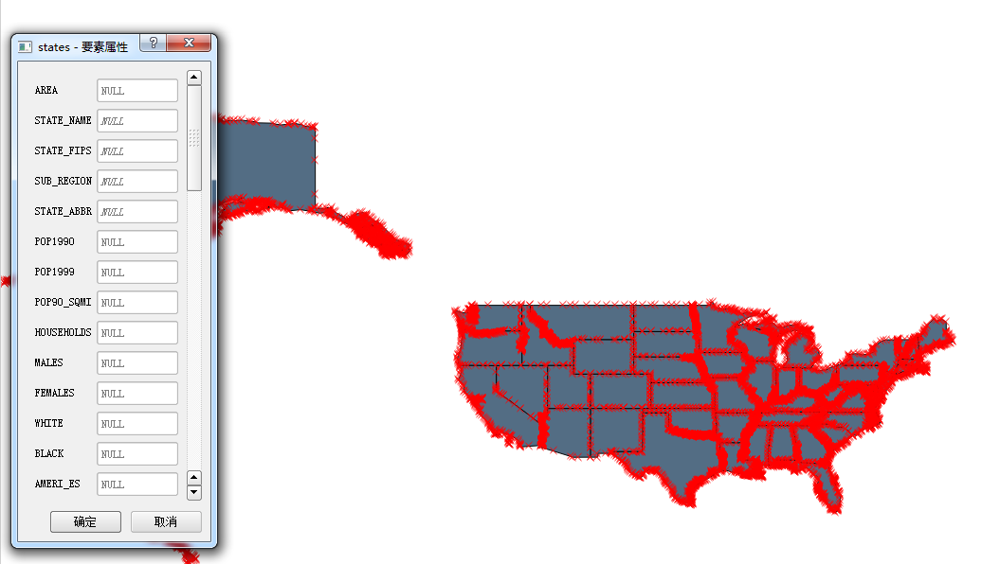 states - 要素属性
AREA NULL
STATE_NAME NULL
STATE_FIPS NULL
SUB_REGION NULL
STATE_ABBR NULL
POP1990 NULL
POP1999 NULL
POP90_SQMI NULL
HOUSEHOLDS NULL
MALES NULL
FEMALES NULL
WHITE NULL
BLACK NULL
AMERI_ES NULL
确定 取消